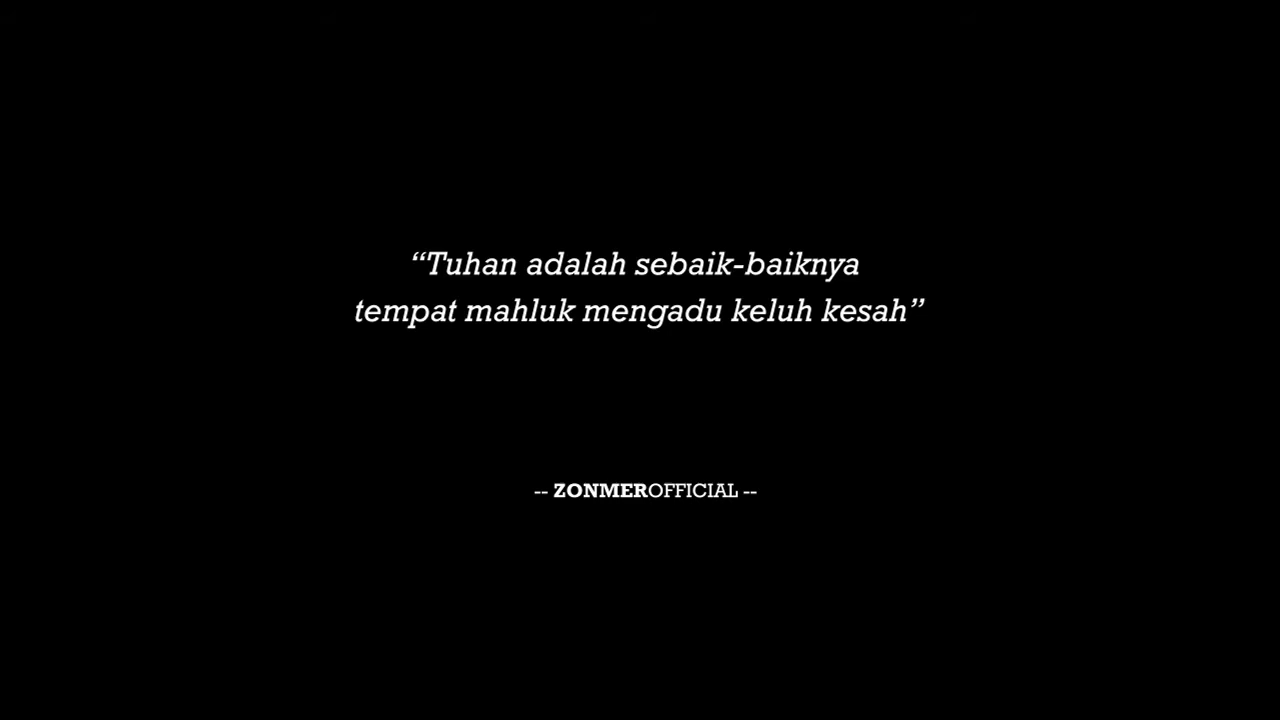 “Tuhan adalah sebaik-baiknya
tempat mahluk mengadu keluh kesah”
-- ZONMEROFFICIAL --